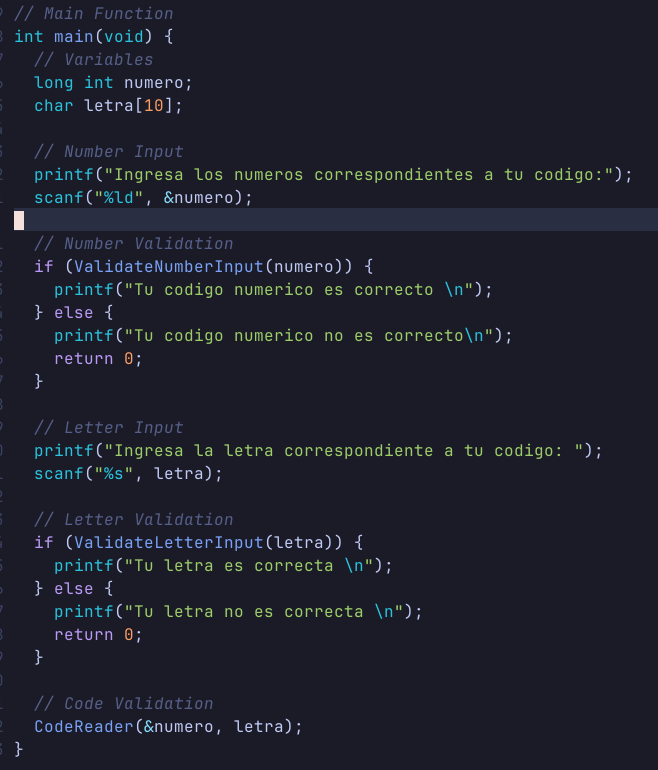 // Main Function
int main(void) {
// Variables
long int numero;
char letra[10];
// Number Input
printf("Ingresa los numeros correspondientes a tu codigo:");
scanf("%ld", &numero);
// Number Validation
if (ValidateNumberInput(numero)) {
printf("Tu codigo numerico es correcto \n");
} else {
printf("Tu codigo numerico no es correcto\n");
return 0;
}
// Letter Input
printf("Ingresa la letra correspondiente a tu codigo: ");
scanf("%s", letra);
// Letter Validation
if (ValidateLetterInput(letra)) {
printf("Tu letra es correcta \n");
} else {
printf("Tu letra no es correcta \n");
return 0;
}
// Code Validation
CodeReader(&numero, letra);
}